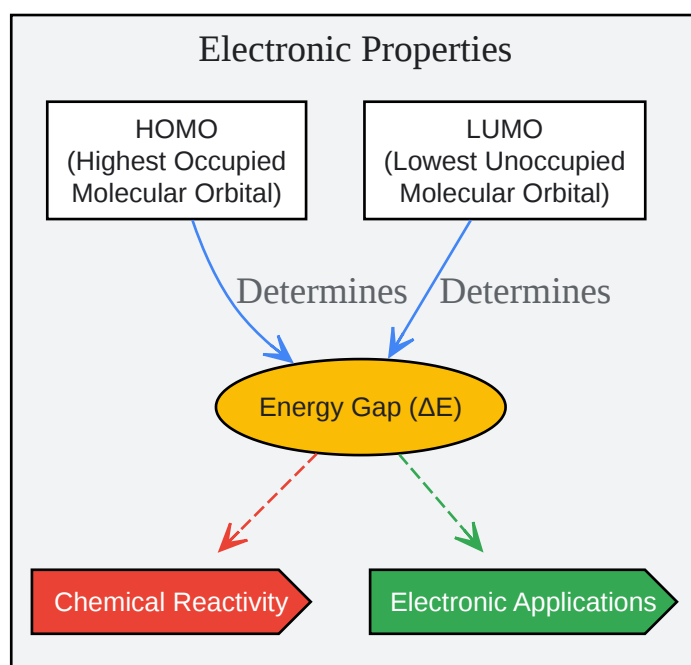 Electronic Properties
HOMO
(Highest Occupied
Molecular Orbital)
LUMO
(Lowest Unoccupied
Molecular Orbital)
Determines
Determines
Energy Gap (ΔE)
Chemical Reactivity
Electronic Applications